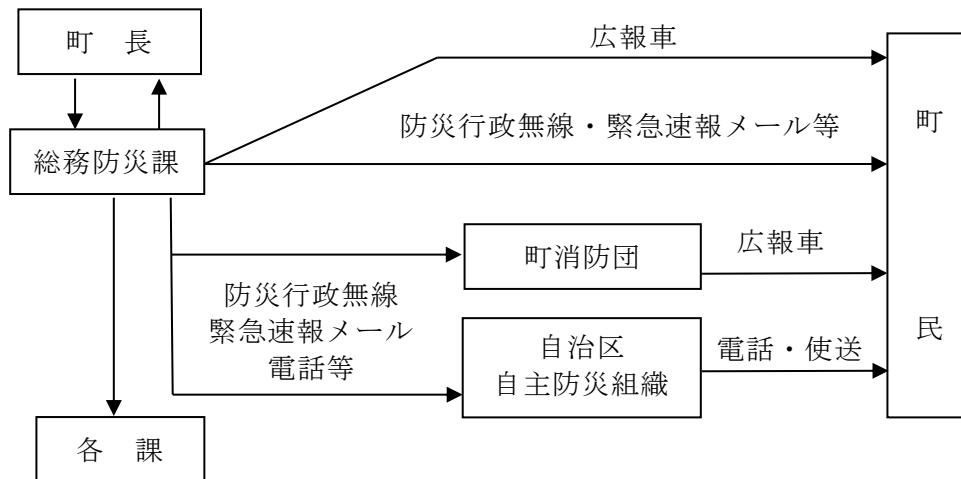 町　長
広報車
防災行政無線・緊急速報メール等
総務防災課
町消防団
広報車
防災行政無線
緊急速報メール
電話等
自治区
自主防災組織
電話・使送
各　課
町
民